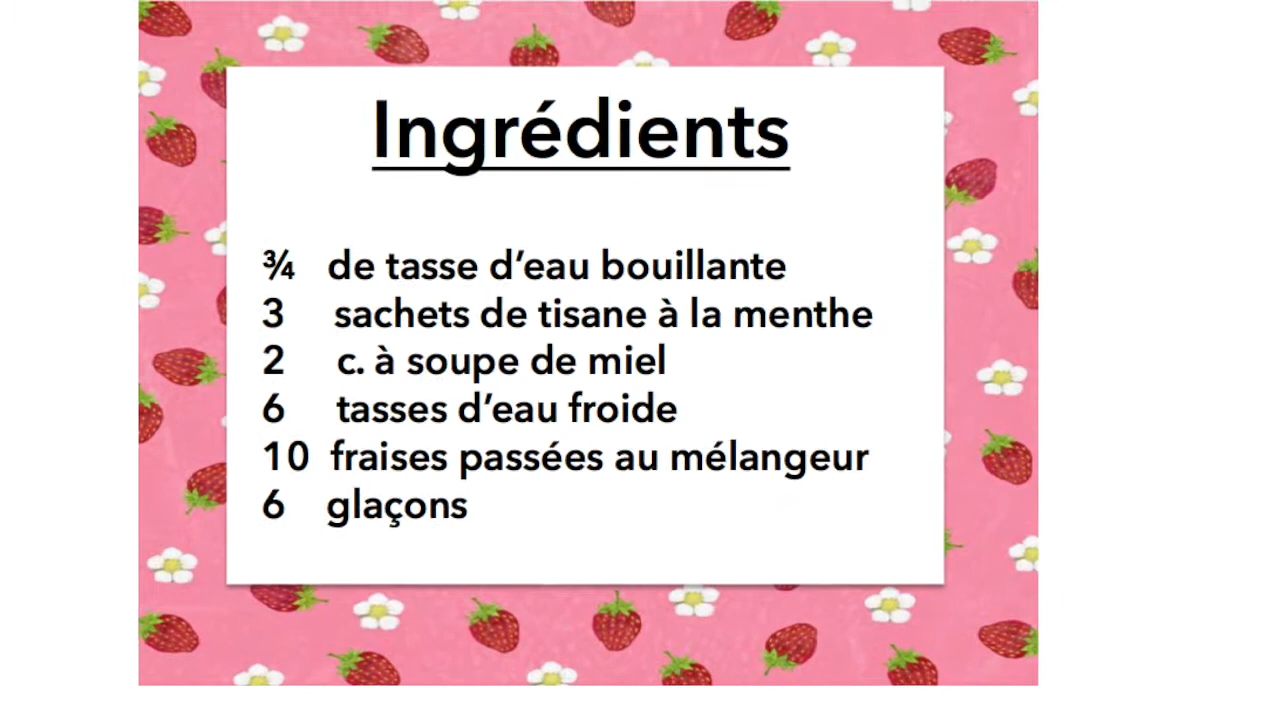 Ingrédients
¾ de tasse d’eau bouillante
3 sachets de tisane à la menthe
2 c. à soupe de miel
6 tasses d’eau froide
10 fraises passées au mélangeur
6 glaçons